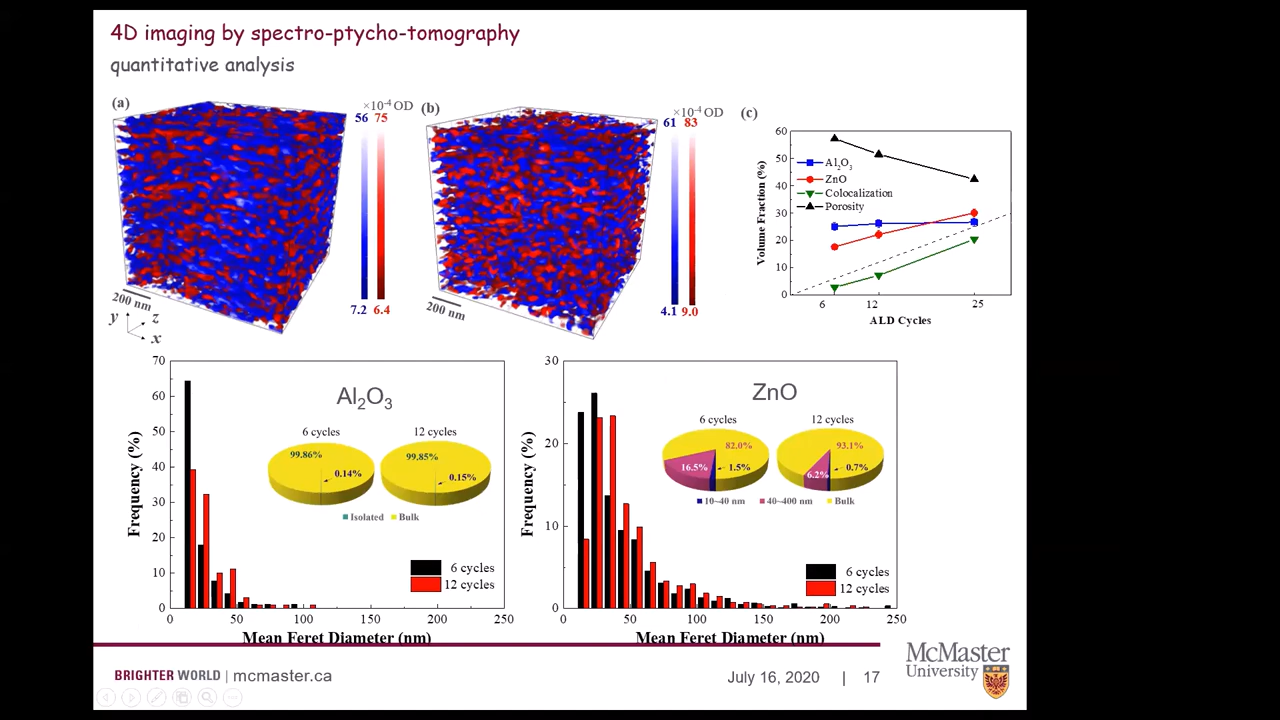 4D imaging by spectro-ptycho-tomography
quantitative analysis
(a)
×10⁻⁴ OD
56 75
7.2 6.4
200 nm
y z x
(b)
×10⁻⁴ OD
61 83
4.1 9.0
200 nm
(c)
Volume Fraction (%)
60
50
40
30
20
10
0
Al₂O₃
ZnO
Colocalization
Porosity
6 12 25
ALD Cycles
Frequency (%)
70
60
50
40
30
20
10
0
Al₂O₃
6 cycles 12 cycles
99.86% 0.14%
99.85% 0.15%
Isolated Bulk
6 cycles
12 cycles
0 50 100 150 200 250
Mean Feret Diameter (nm)
Frequency (%)
30
20
10
0
ZnO
6 cycles 12 cycles
82.0% 16.5% 1.5%
93.1% 6.2% 0.7%
10~40 nm 40~400 nm Bulk
6 cycles
12 cycles
0 50 100 150 200 250
Mean Feret Diameter (nm)
BRIGHTER WORLD | mcmaster.ca
July 16, 2020 | 17
McMaster
University